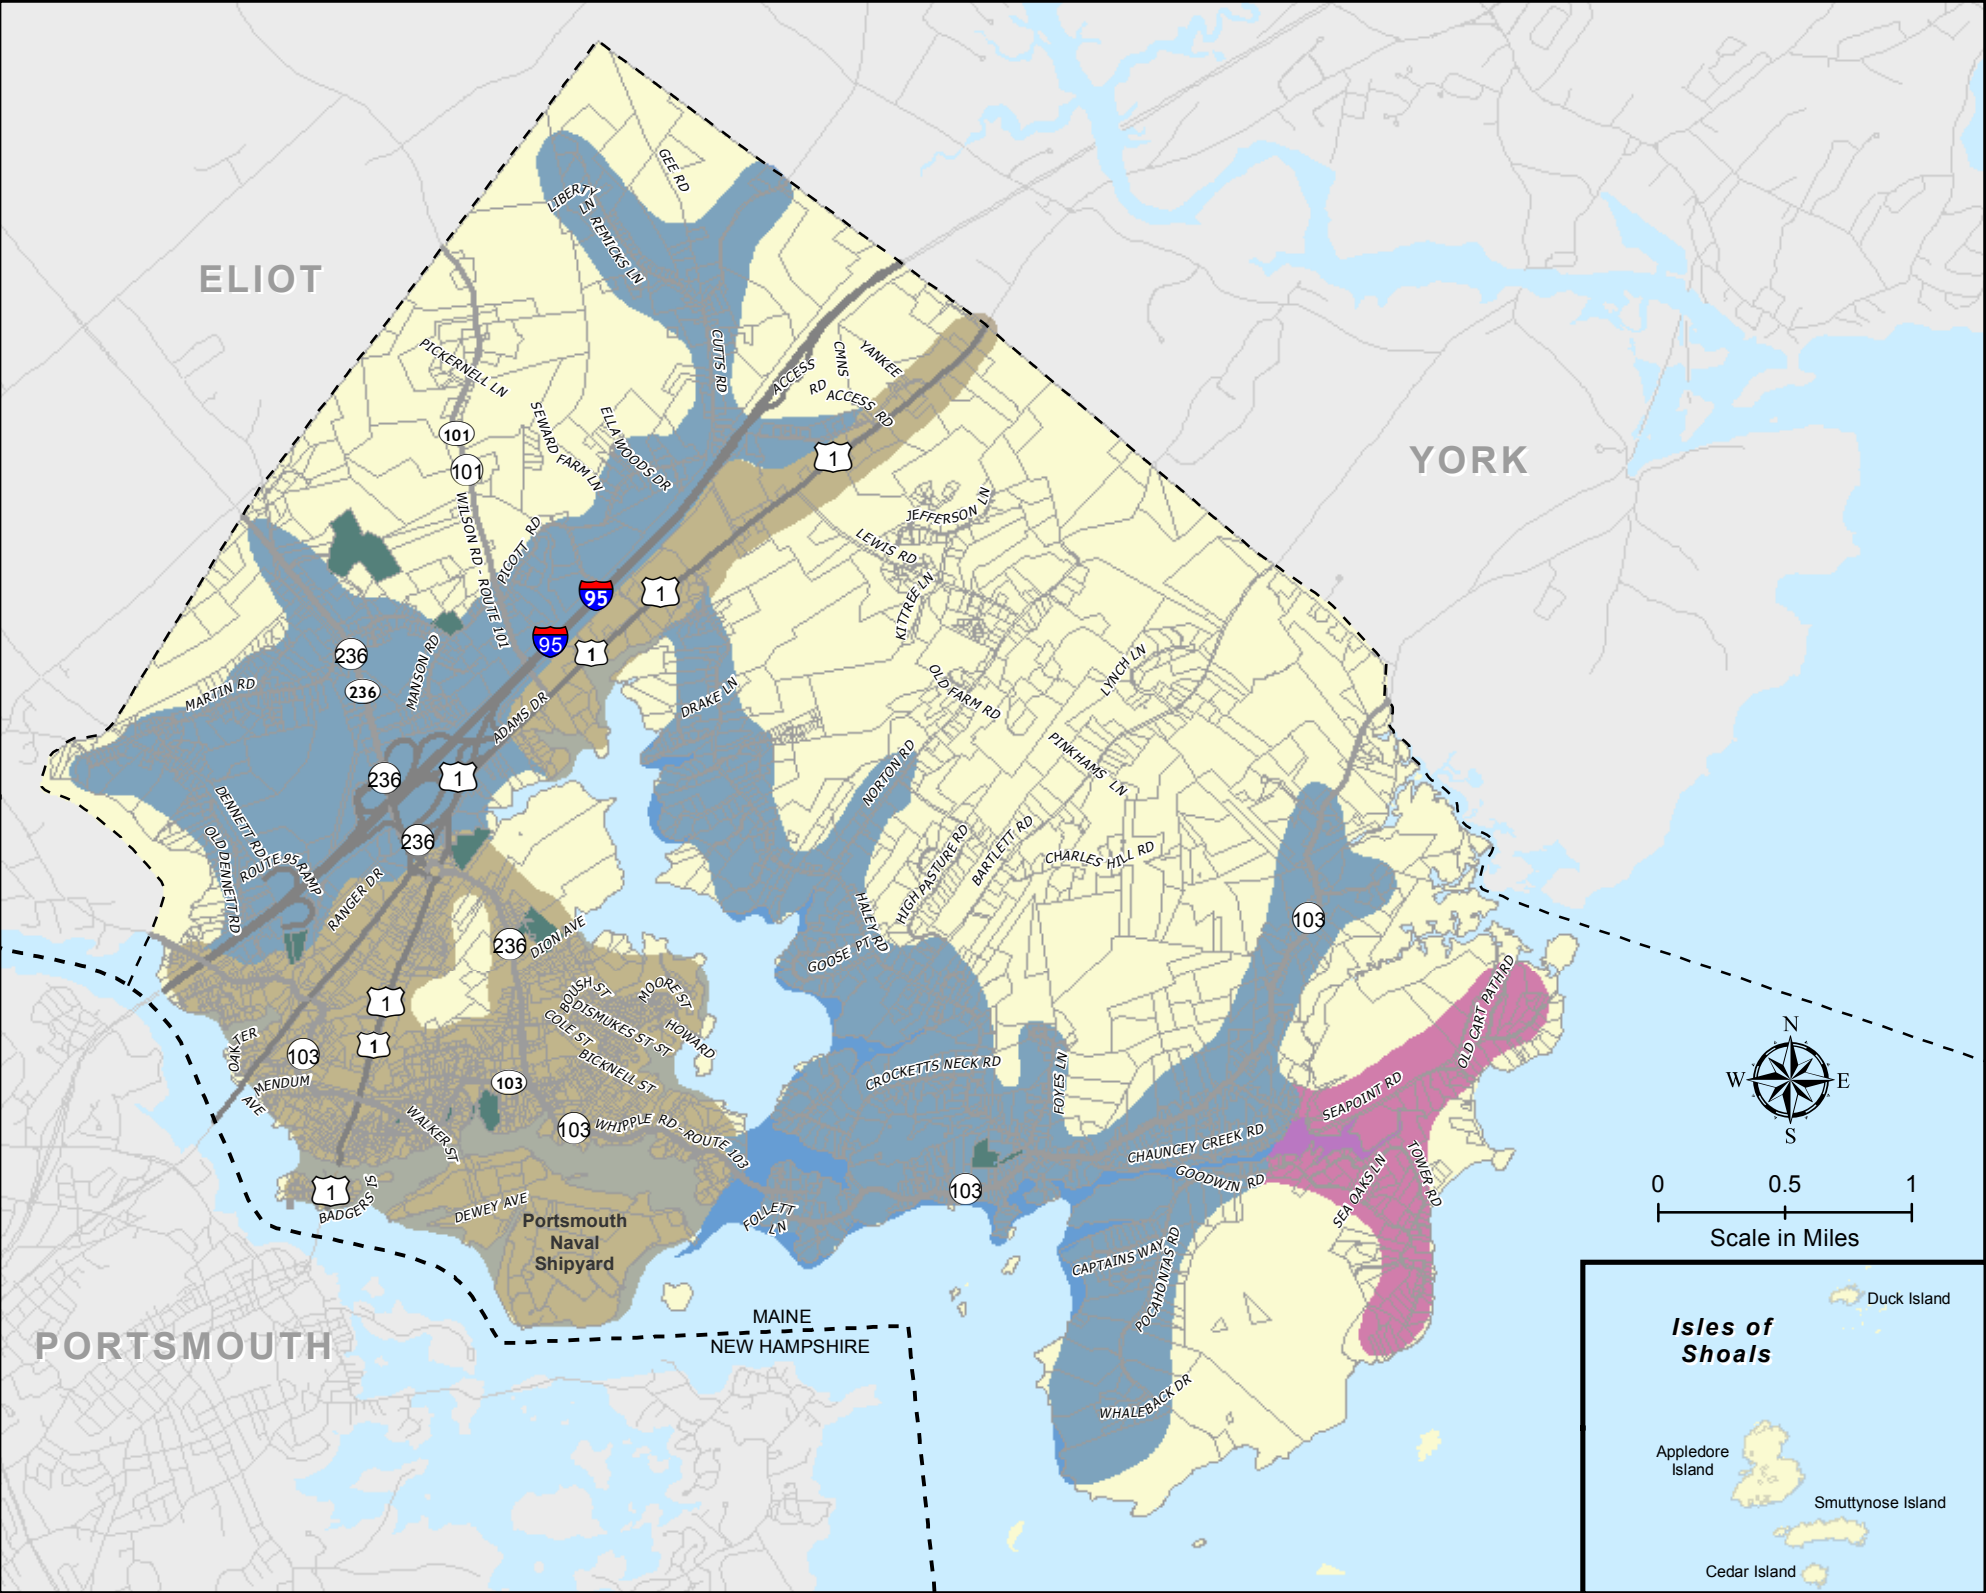 ELIOT
YORK
PORTSMOUTH
GEE RD
LIBERTY
LN
REMICKS LN
CUTTS RD
ACCESS
RD
CMNS
YANKEE
ACCESS RD
PICKERNELL LN
SEWARD FARM LN
ELLA WOODS DR
101
101
1
WILSON RD - ROUTE 101
PICOTT RD
JEFFERSON LN
LEWIS RD
KITTREE LN
95
1
95
1
236
236
MANSON RD
MARTIN RD
ADAMS DR
DRAKE LN
OLD FARM RD
LYNCH LN
PINKHAMS LN
NORTON RD
236
1
DENNETT RD
OLD DENNETT RD
ROUTE 95 RAMP
236
RANGER DR
HIGH PASTURE RD
BARTLETT RD
CHARLES HILL RD
HALEY RD
GOOSE PT
103
236
DION AVE
BOUSH ST
MOORE ST
DISMUKES ST
COLE ST
ST
HOWARD
BICKNELL ST
1
1
OAK TER
103
MENDUM
AVE
103
WALKER ST
103
WHIPPLE RD - ROUTE 103
CROCKETTS NECK RD
FOYES LN
OLD CART PATH RD
SEAPOINT RD
CHAUNCEY CREEK RD
GOODWIN RD
SEA OAKS LN
TOWER RD
103
1
BADGERS IS
DEWEY AVE
Portsmouth
Naval
Shipyard
FOLLETT
LN
CAPTAINS WAY
POCAHONTAS RD
WHALEBACK DR
MAINE
NEW HAMPSHIRE
N
W
E
S
0 0.5 1
Scale in Miles
Isles of
Shoals
Duck Island
Appledore
Island
Smuttynose Island
Cedar Island